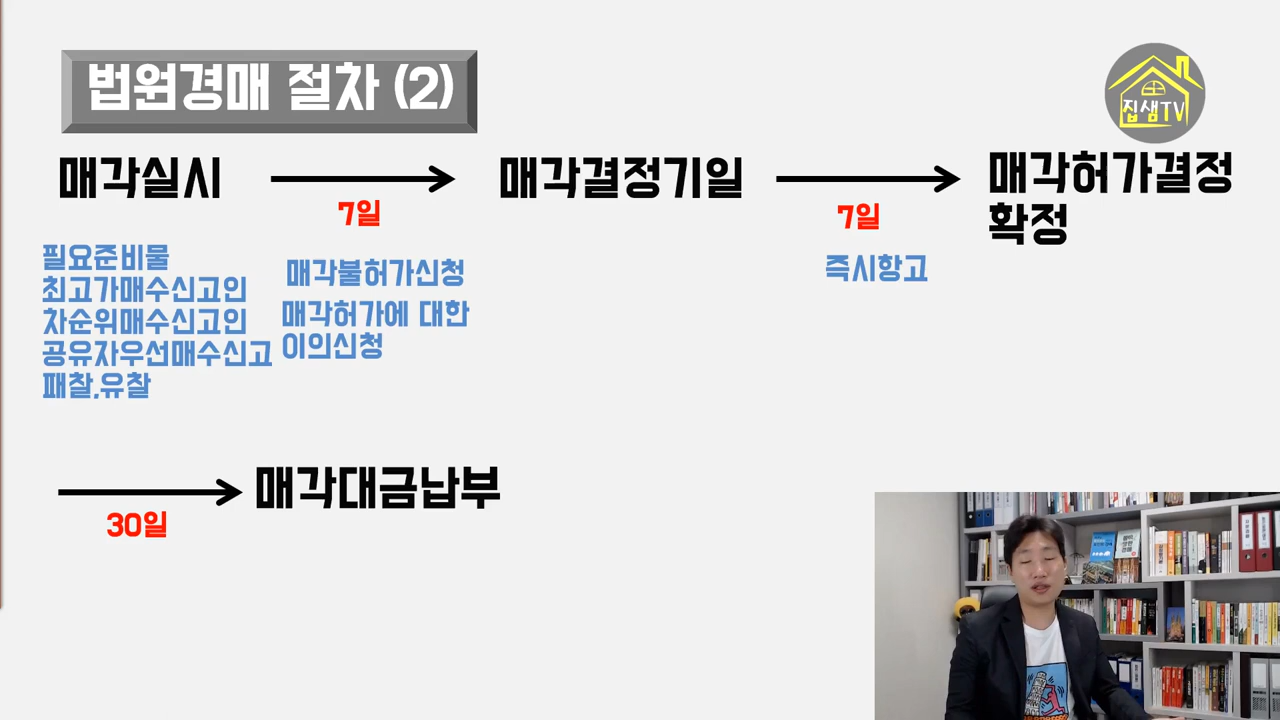 법원경매 절차 (2)
집샘TV
매각실시
7일
매각결정기일
7일
매각허가결정
확정
필요준비물
최고가매수신고인
차순위매수신고인
공유자우선매수신고
패찰,유찰
매각불허가신청
매각허가에 대한
이의신청
즉시항고
30일
매각대금납부